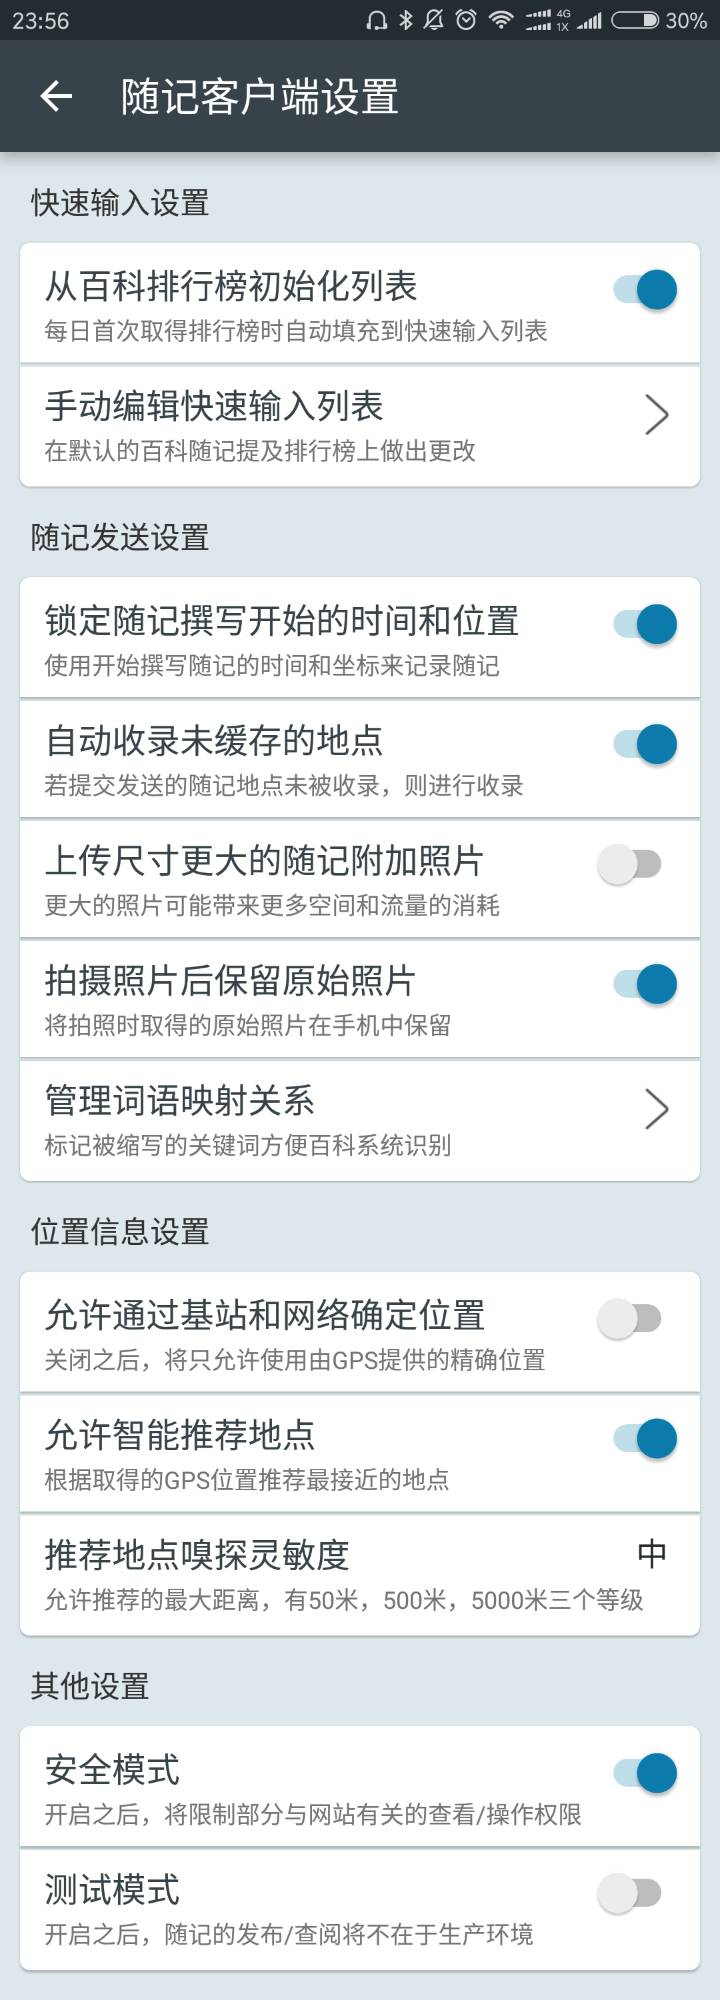 23:56
4G
1X
30%
随记客户端设置
快速输入设置
从百科排行榜初始化列表
每日首次取得排行榜时自动填充到快速输入列表
手动编辑快速输入列表
在默认的百科随记提及排行榜上做出更改
随记发送设置
锁定随记撰写开始的时间和位置
使用开始撰写随记的时间和坐标来记录随记
自动收录未缓存的地点
若提交发送的随记地点未被收录，则进行收录
上传尺寸更大的随记附加照片
更大的照片可能带来更多空间和流量的消耗
拍摄照片后保留原始照片
将拍照时取得的原始照片在手机中保留
管理词语映射关系
标记被缩写的关键词方便百科系统识别
位置信息设置
允许通过基站和网络确定位置
关闭之后，将只允许使用由GPS提供的精确位置
允许智能推荐地点
根据取得的GPS位置推荐最接近的地点
推荐地点嗅探灵敏度
中
允许推荐的最大距离，有50米，500米，5000米三个等级
其他设置
安全模式
开启之后，将限制部分与网站有关的查看/操作权限
测试模式
开启之后，随记的发布/查阅将不在于生产环境